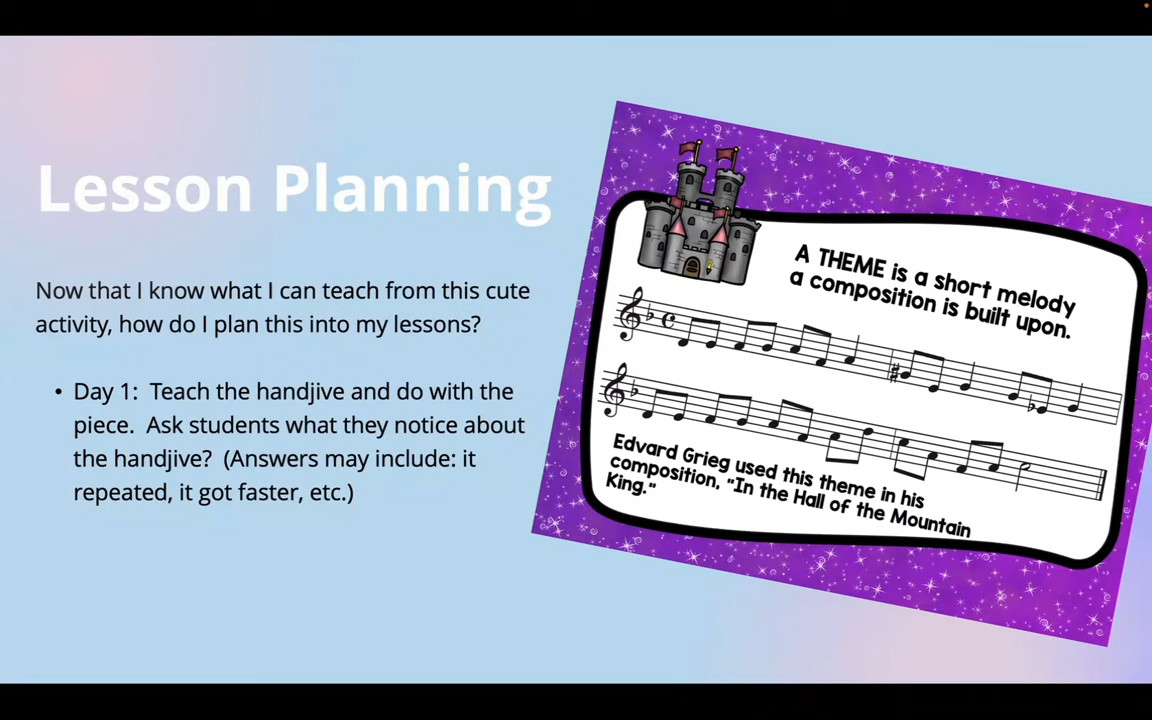 Lesson Planning
Now that I know what I can teach from this cute
activity, how do I plan this into my lessons?
• Day 1: Teach the handjive and do with the
piece. Ask students what they notice about
the handjive? (Answers may include: it
repeated, it got faster, etc.)
A THEME is a short melody
a composition is built upon.
Edvard Grieg used this theme in his
composition, "In the Hall of the Mountain
King."